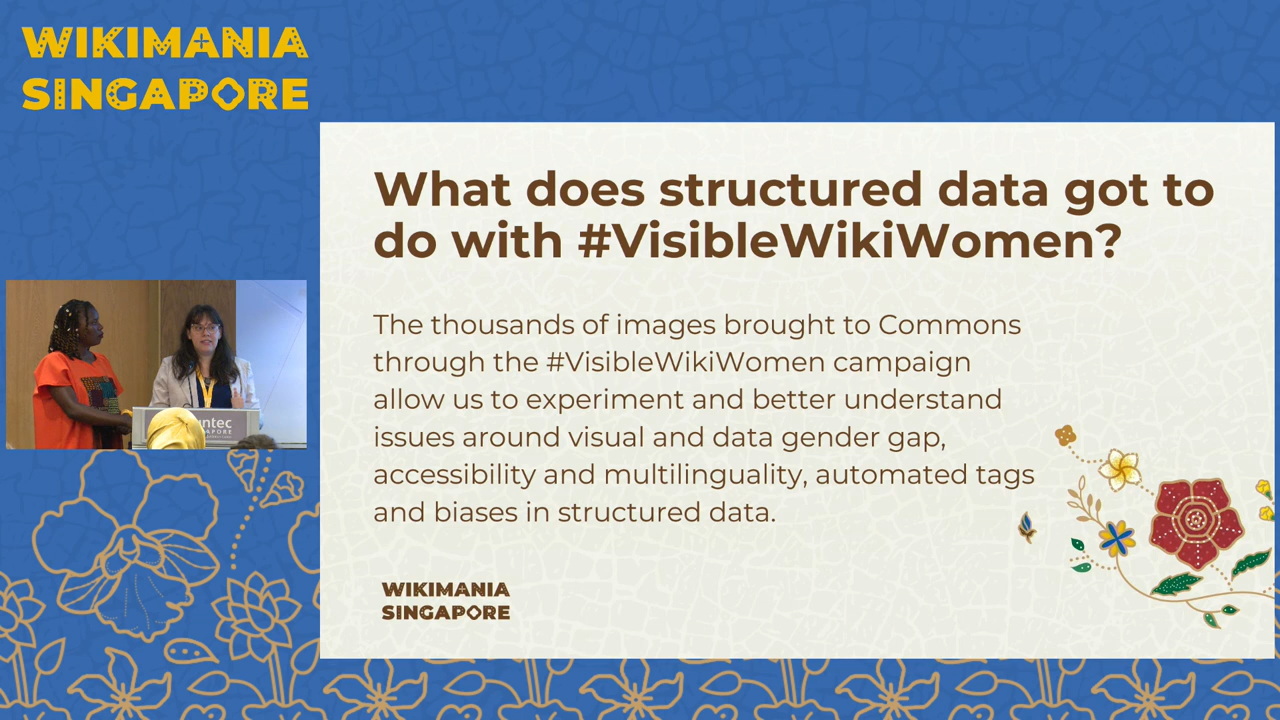 WIKIMANIA
SINGAPORE
What does structured data got to
do with #VisibleWikiWomen?
The thousands of images brought to Commons
through the #VisibleWikiWomen campaign
allow us to experiment and better understand
issues around visual and data gender gap,
accessibility and multilinguality, automated tags
and biases in structured data.
WIKIMANIA
SINGAPORE